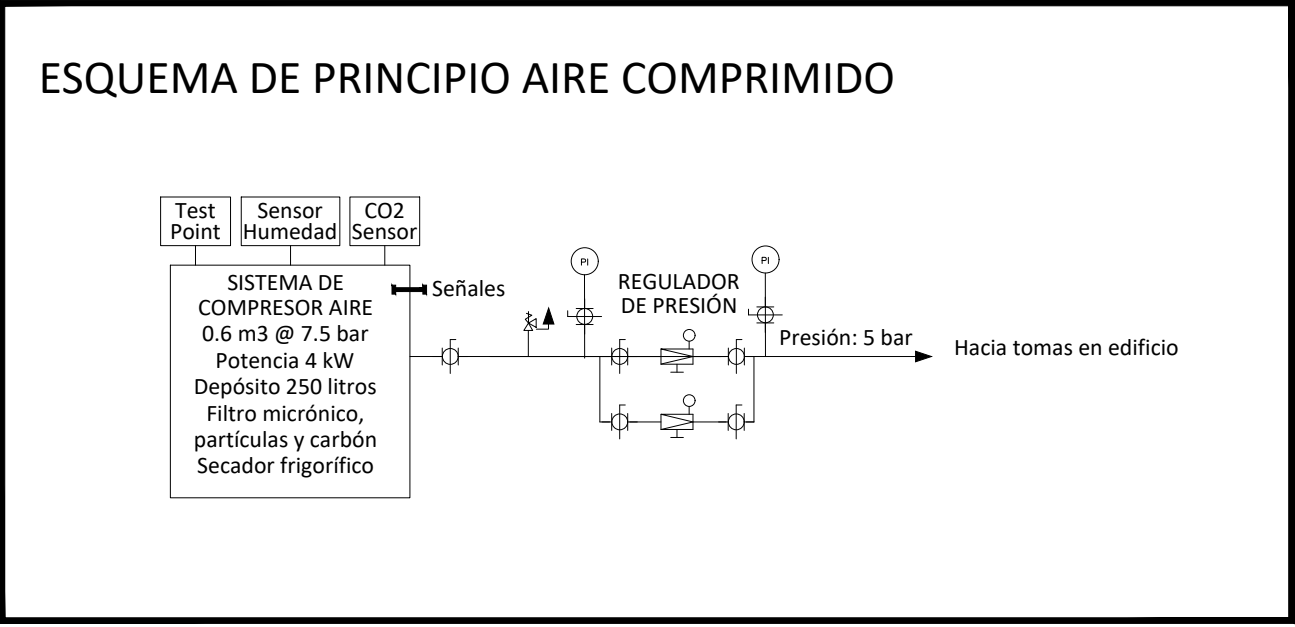 ESQUEMA DE PRINCIPIO AIRE COMPRIMIDO
Test
Point
Sensor
Humedad
CO2
Sensor
SISTEMA DE
COMPRESOR AIRE
0.6 m3 @ 7.5 bar
Potencia 4 kW
Depósito 250 litros
Filtro micrónico,
partículas y carbón
Secador frigorífico
Señales
PI
REGULADOR
DE PRESIÓN
PI
Presión: 5 bar
Hacia tomas en edificio